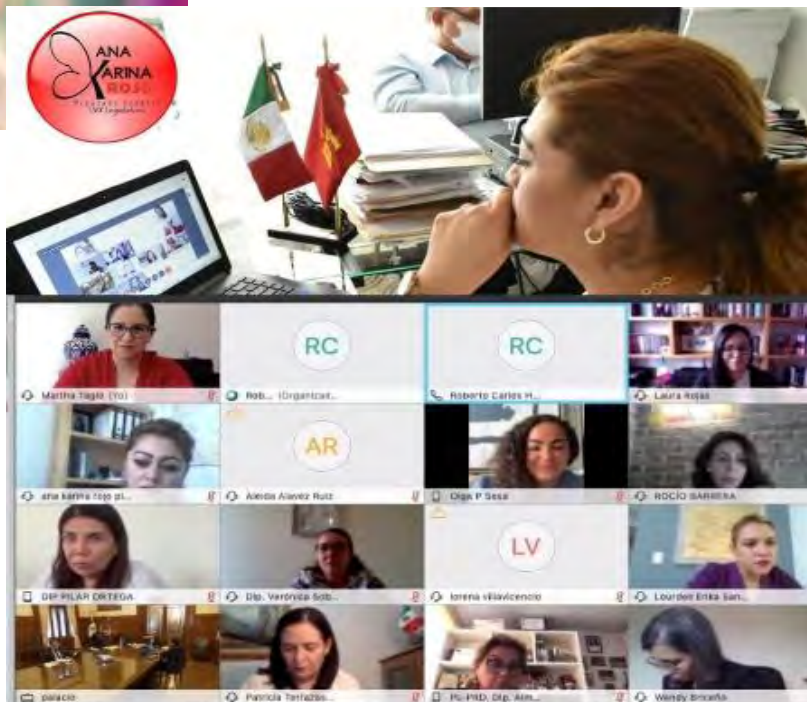 ANA
KARINA
ROJO
RC
RC
Martha Tagle (Yo)
Rob... (Organizad...
Roberto Carlos H...
Laura Rojas
AR
ana karina rojo pi...
Aleida Alavez Ruiz
Olga P Sosa
ROCÍO BARRERA
LV
DIP PILAR ORTEGA
Dip. Verónica Sob...
lorena villavicencio
Lourdes Erika San...
palacio
Patricia Terrazas...
PL-PRD, Dip. Alm...
Wendy Briceño